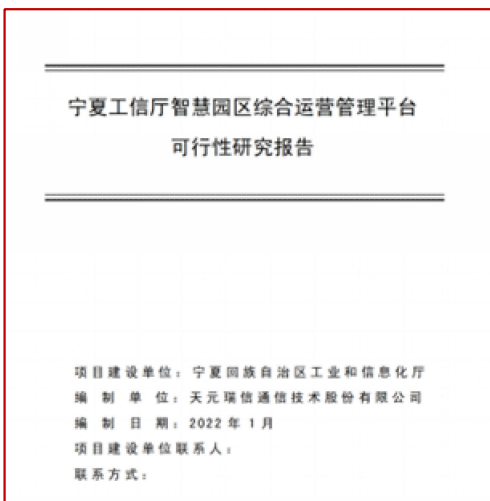 宁夏工信厅智慧园区综合运营管理平台
可行性研究报告
项目建设单位：宁夏回族自治区工业和信息化厅
编 制 单 位：天元瑞信通信技术股份有限公司
编 制 日 期：2022 年 1 月
项目建设单位联系人：
联系方式：